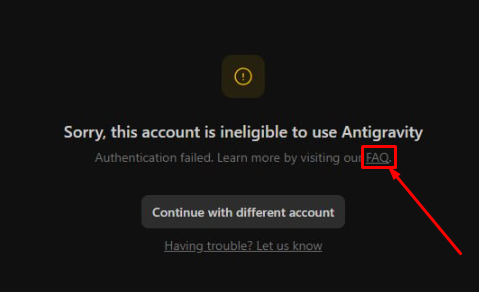 Sorry, this account is ineligible to use Antigravity
Authentication failed. Learn more by visiting our FAQ.
Continue with different account
Having trouble? Let us know